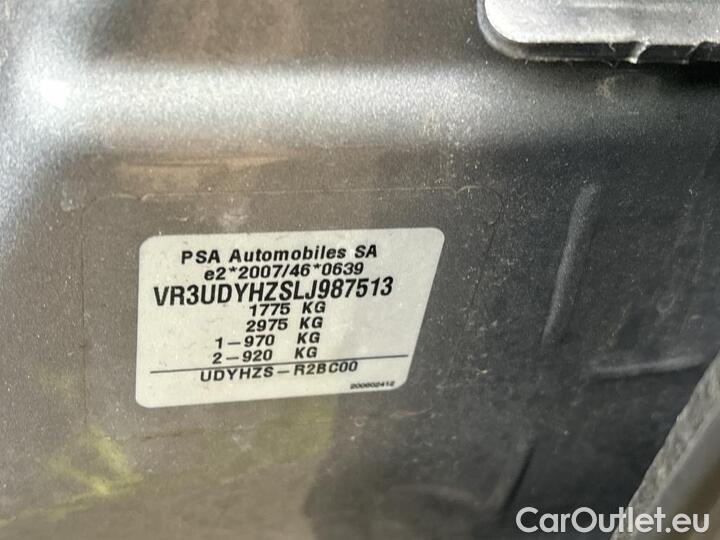 PSA Automobiles SA
e2*2007/46*0639
VR3UDYHZSLJ987513
1775 KG
2975 KG
1-970 KG
2-920 KG
UDYHZS-R2BC00
200602412
CarOutlet.eu